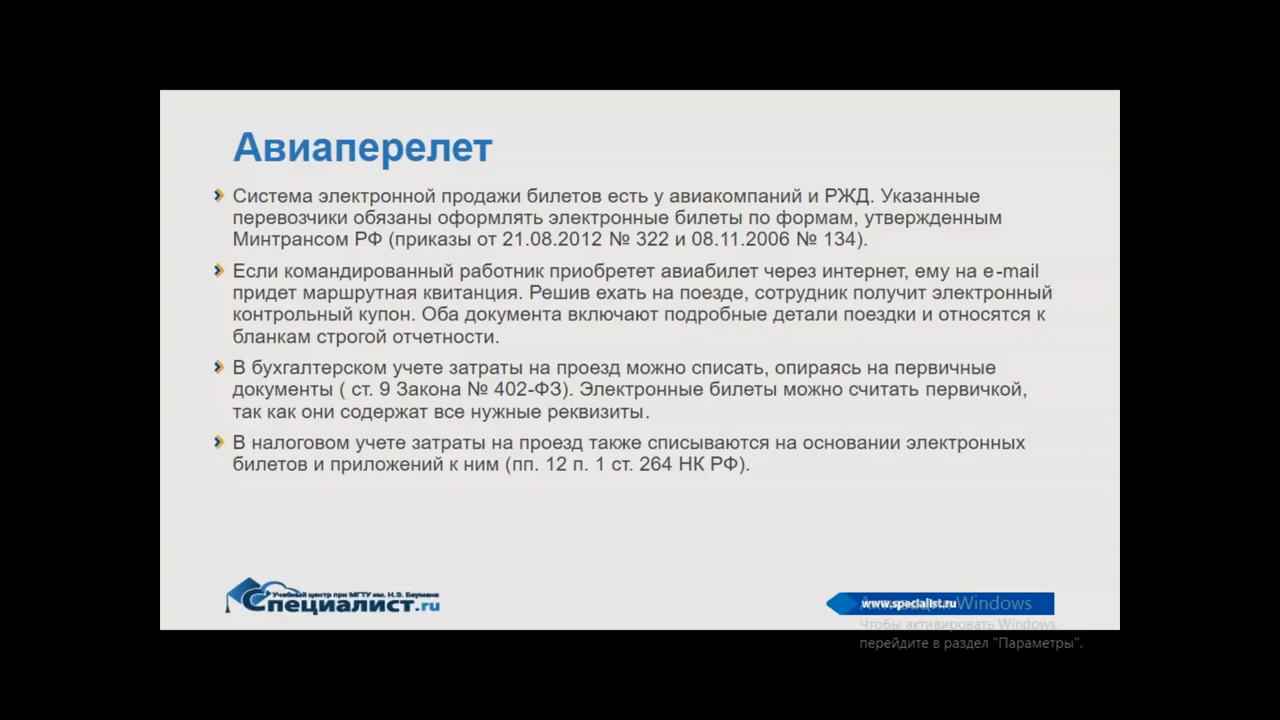 Авиаперелет
Система электронной продажи билетов есть у авиакомпаний и РЖД. Указанные
перевозчики обязаны оформлять электронные билеты по формам, утвержденным
Минтрансом РФ (приказы от 21.08.2012 № 322 и 08.11.2006 № 134).
Если командированный работник приобретет авиабилет через интернет, ему на e-mail
придет маршрутная квитанция. Решив ехать на поезде, сотрудник получит электронный
контрольный купон. Оба документа включают подробные детали поездки и относятся к
бланкам строгой отчетности.
В бухгалтерском учете затраты на проезд можно списать, опираясь на первичные
документы ( ст. 9 Закона № 402-ФЗ). Электронные билеты можно считать первичкой,
так как они содержат все нужные реквизиты.
В налоговом учете затраты на проезд также списываются на основании электронных
билетов и приложений к ним (пп. 12 п. 1 ст. 264 НК РФ).
Учебный центр при МГТУ им. Н.Э. Баумана
Специалист.ru
www.specialist.ru
Windows
Чтобы активировать Windows,
перейдите в раздел "Параметры".